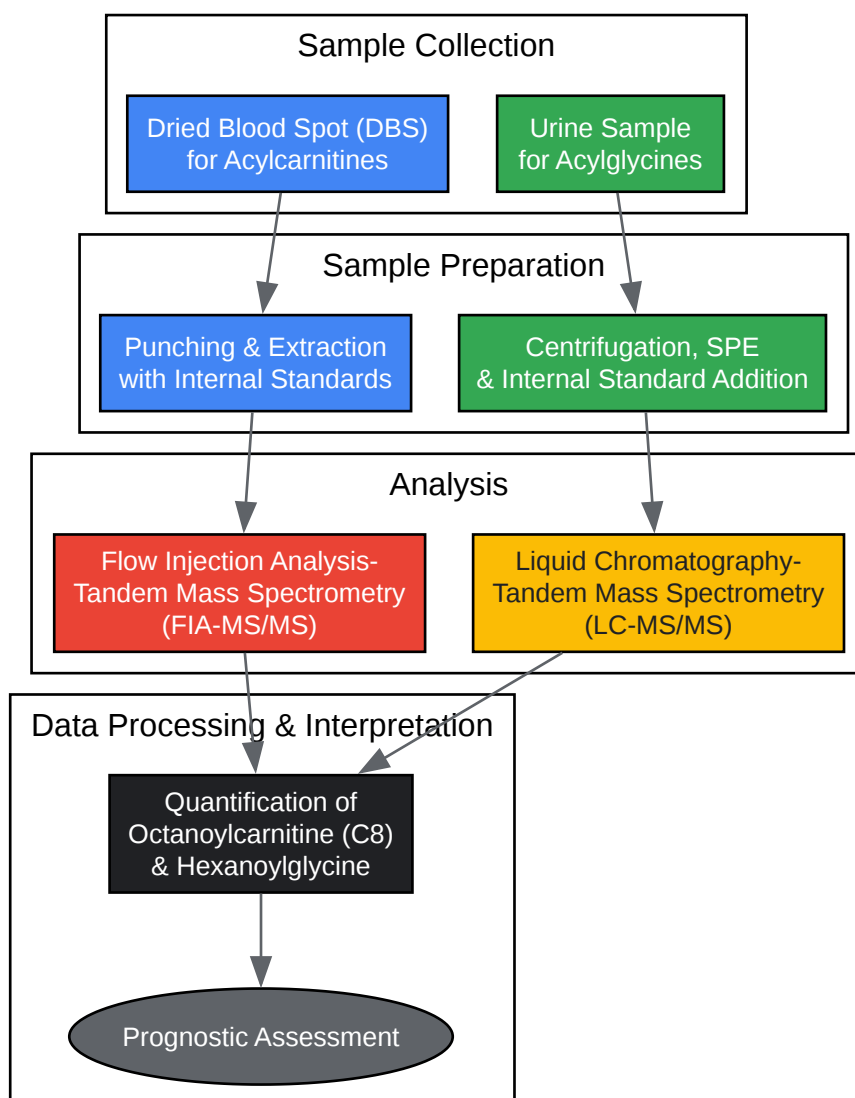 Sample Collection
Dried Blood Spot (DBS)
for Acylcarnitines
Urine Sample
for Acylglycines
Sample Preparation
Punching & Extraction
with Internal Standards
Centrifugation, SPE
& Internal Standard Addition
Analysis
Flow Injection Analysis-
Tandem Mass Spectrometry
(FIA-MS/MS)
Liquid Chromatography-
Tandem Mass Spectrometry
(LC-MS/MS)
Data Processing & Interpretation
Quantification of
Octanoylcarnitine (C8)
& Hexanoylglycine
Prognostic Assessment